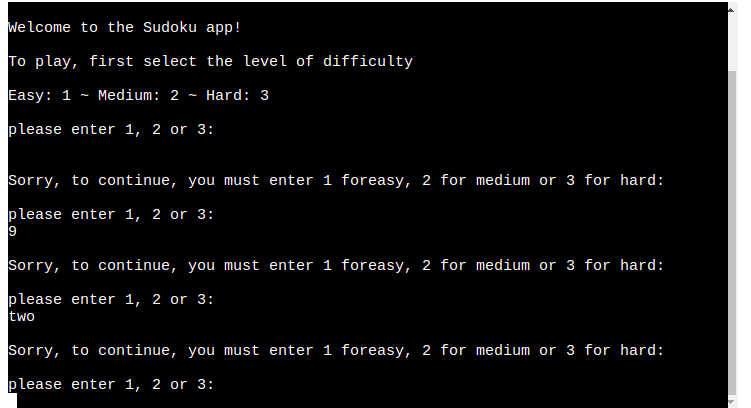 Welcome to the Sudoku app!
To play, first select the level of difficulty
Easy: 1 ~ Medium: 2 ~ Hard: 3
please enter 1, 2 or 3:
Sorry, to continue, you must enter 1 foreasy, 2 for medium or 3 for hard:
please enter 1, 2 or 3:
9
Sorry, to continue, you must enter 1 foreasy, 2 for medium or 3 for hard:
please enter 1, 2 or 3:
two
Sorry, to continue, you must enter 1 foreasy, 2 for medium or 3 for hard:
please enter 1, 2 or 3: